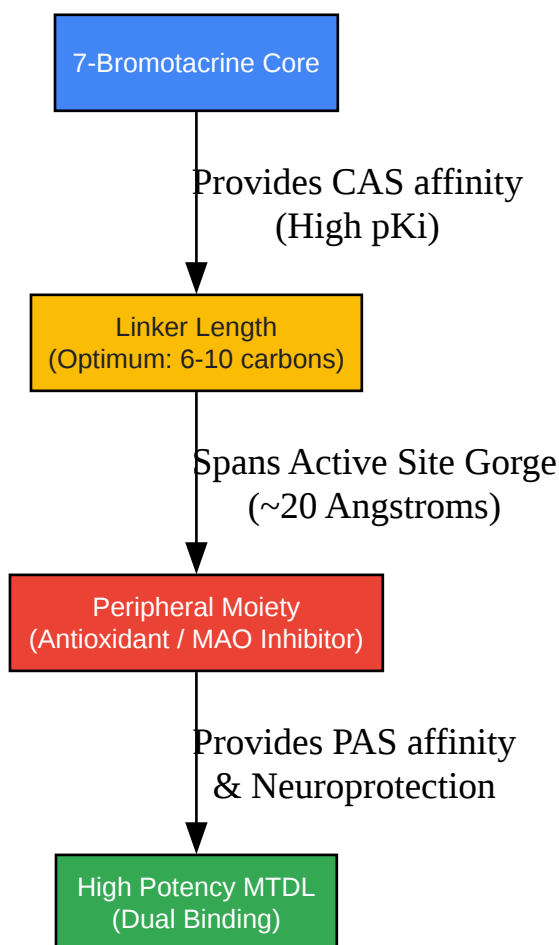 7-Bromotacrine Core
Provides CAS affinity
(High pKi)
Linker Length
(Optimum: 6-10 carbons)
Spans Active Site Gorge
(~20 Angstroms)
Peripheral Moiety
(Antioxidant / MAO Inhibitor)
Provides PAS affinity
& Neuroprotection
High Potency MTDL
(Dual Binding)